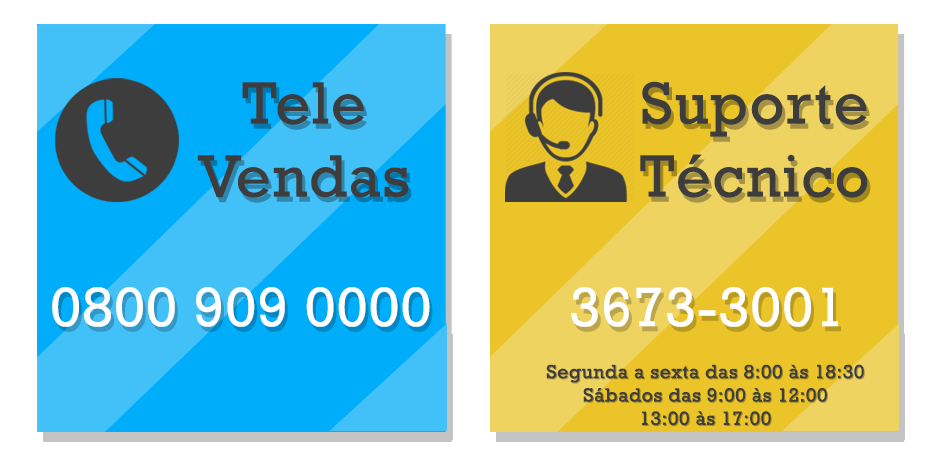 Tele
Vendas
0800 909 0000
Suporte
Técnico
3673-3001
Segunda a sexta das 8:00 às 18:30
Sábados das 9:00 às 12:00
13:00 às 17:00